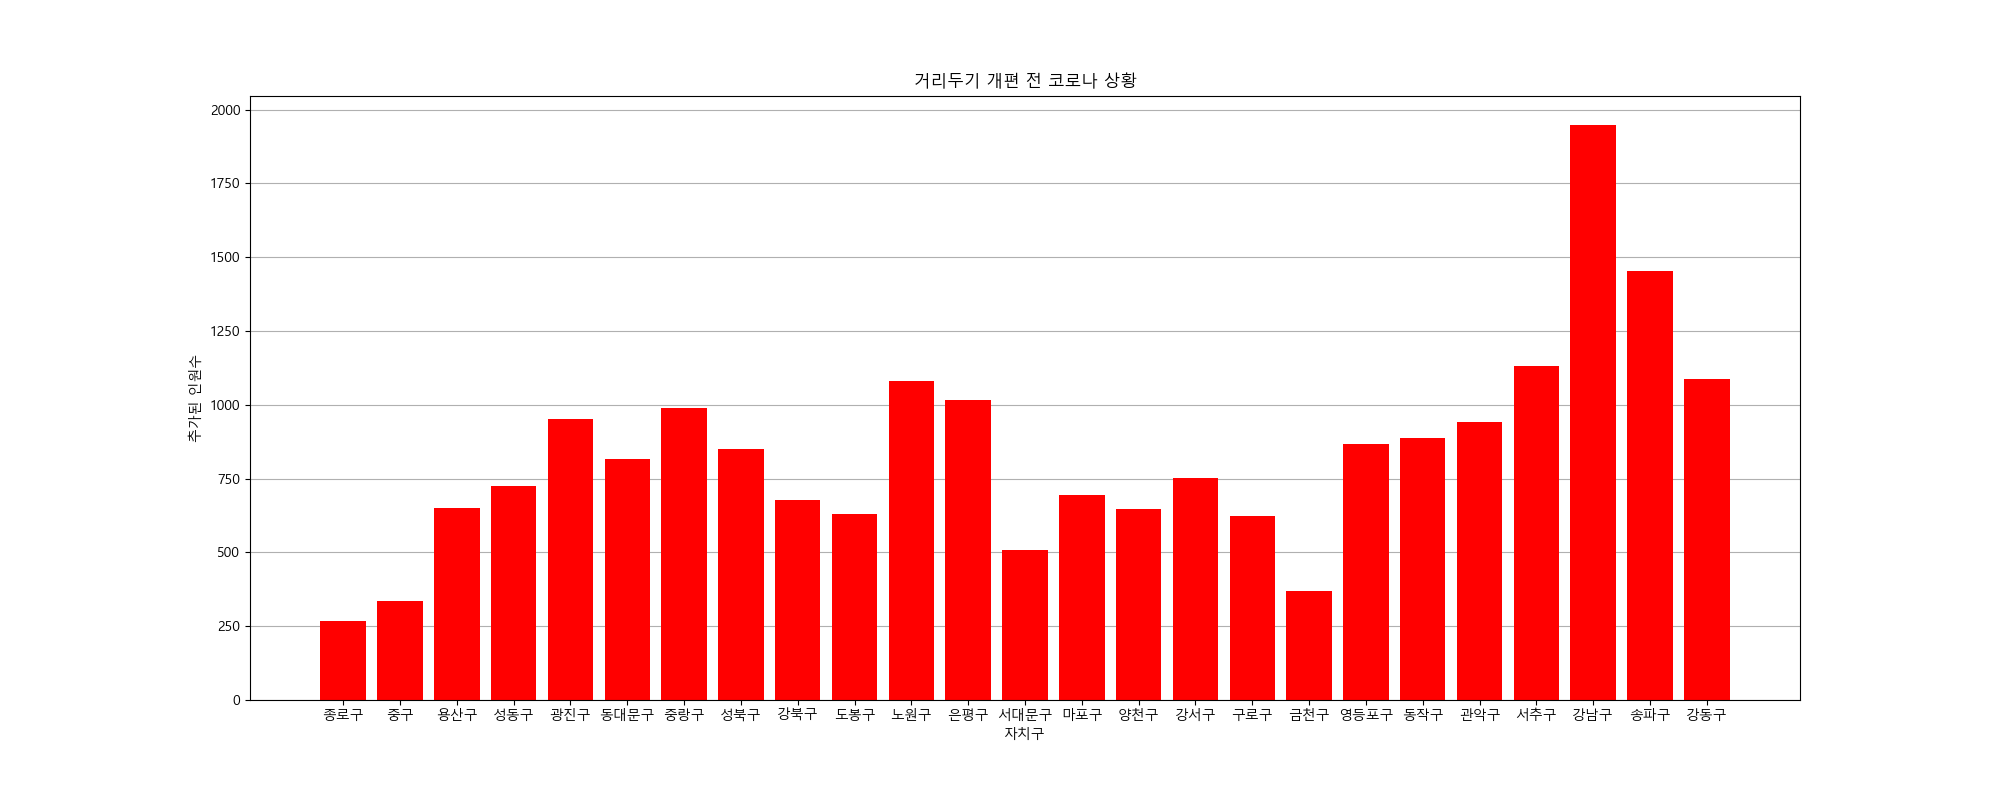 거리두기 개편 전 코로나 상황
추가된 인원수
2000
1750
1500
1250
1000
750
500
250
0
종로구 중구 용산구 성동구 광진구 동대문구 중랑구 성북구 강북구 도봉구 노원구 은평구 서대문구 마포구 양천구 강서구 구로구 금천구 영등포구 동작구 관악구 서추구 강남구 송파구 강동구
자치구